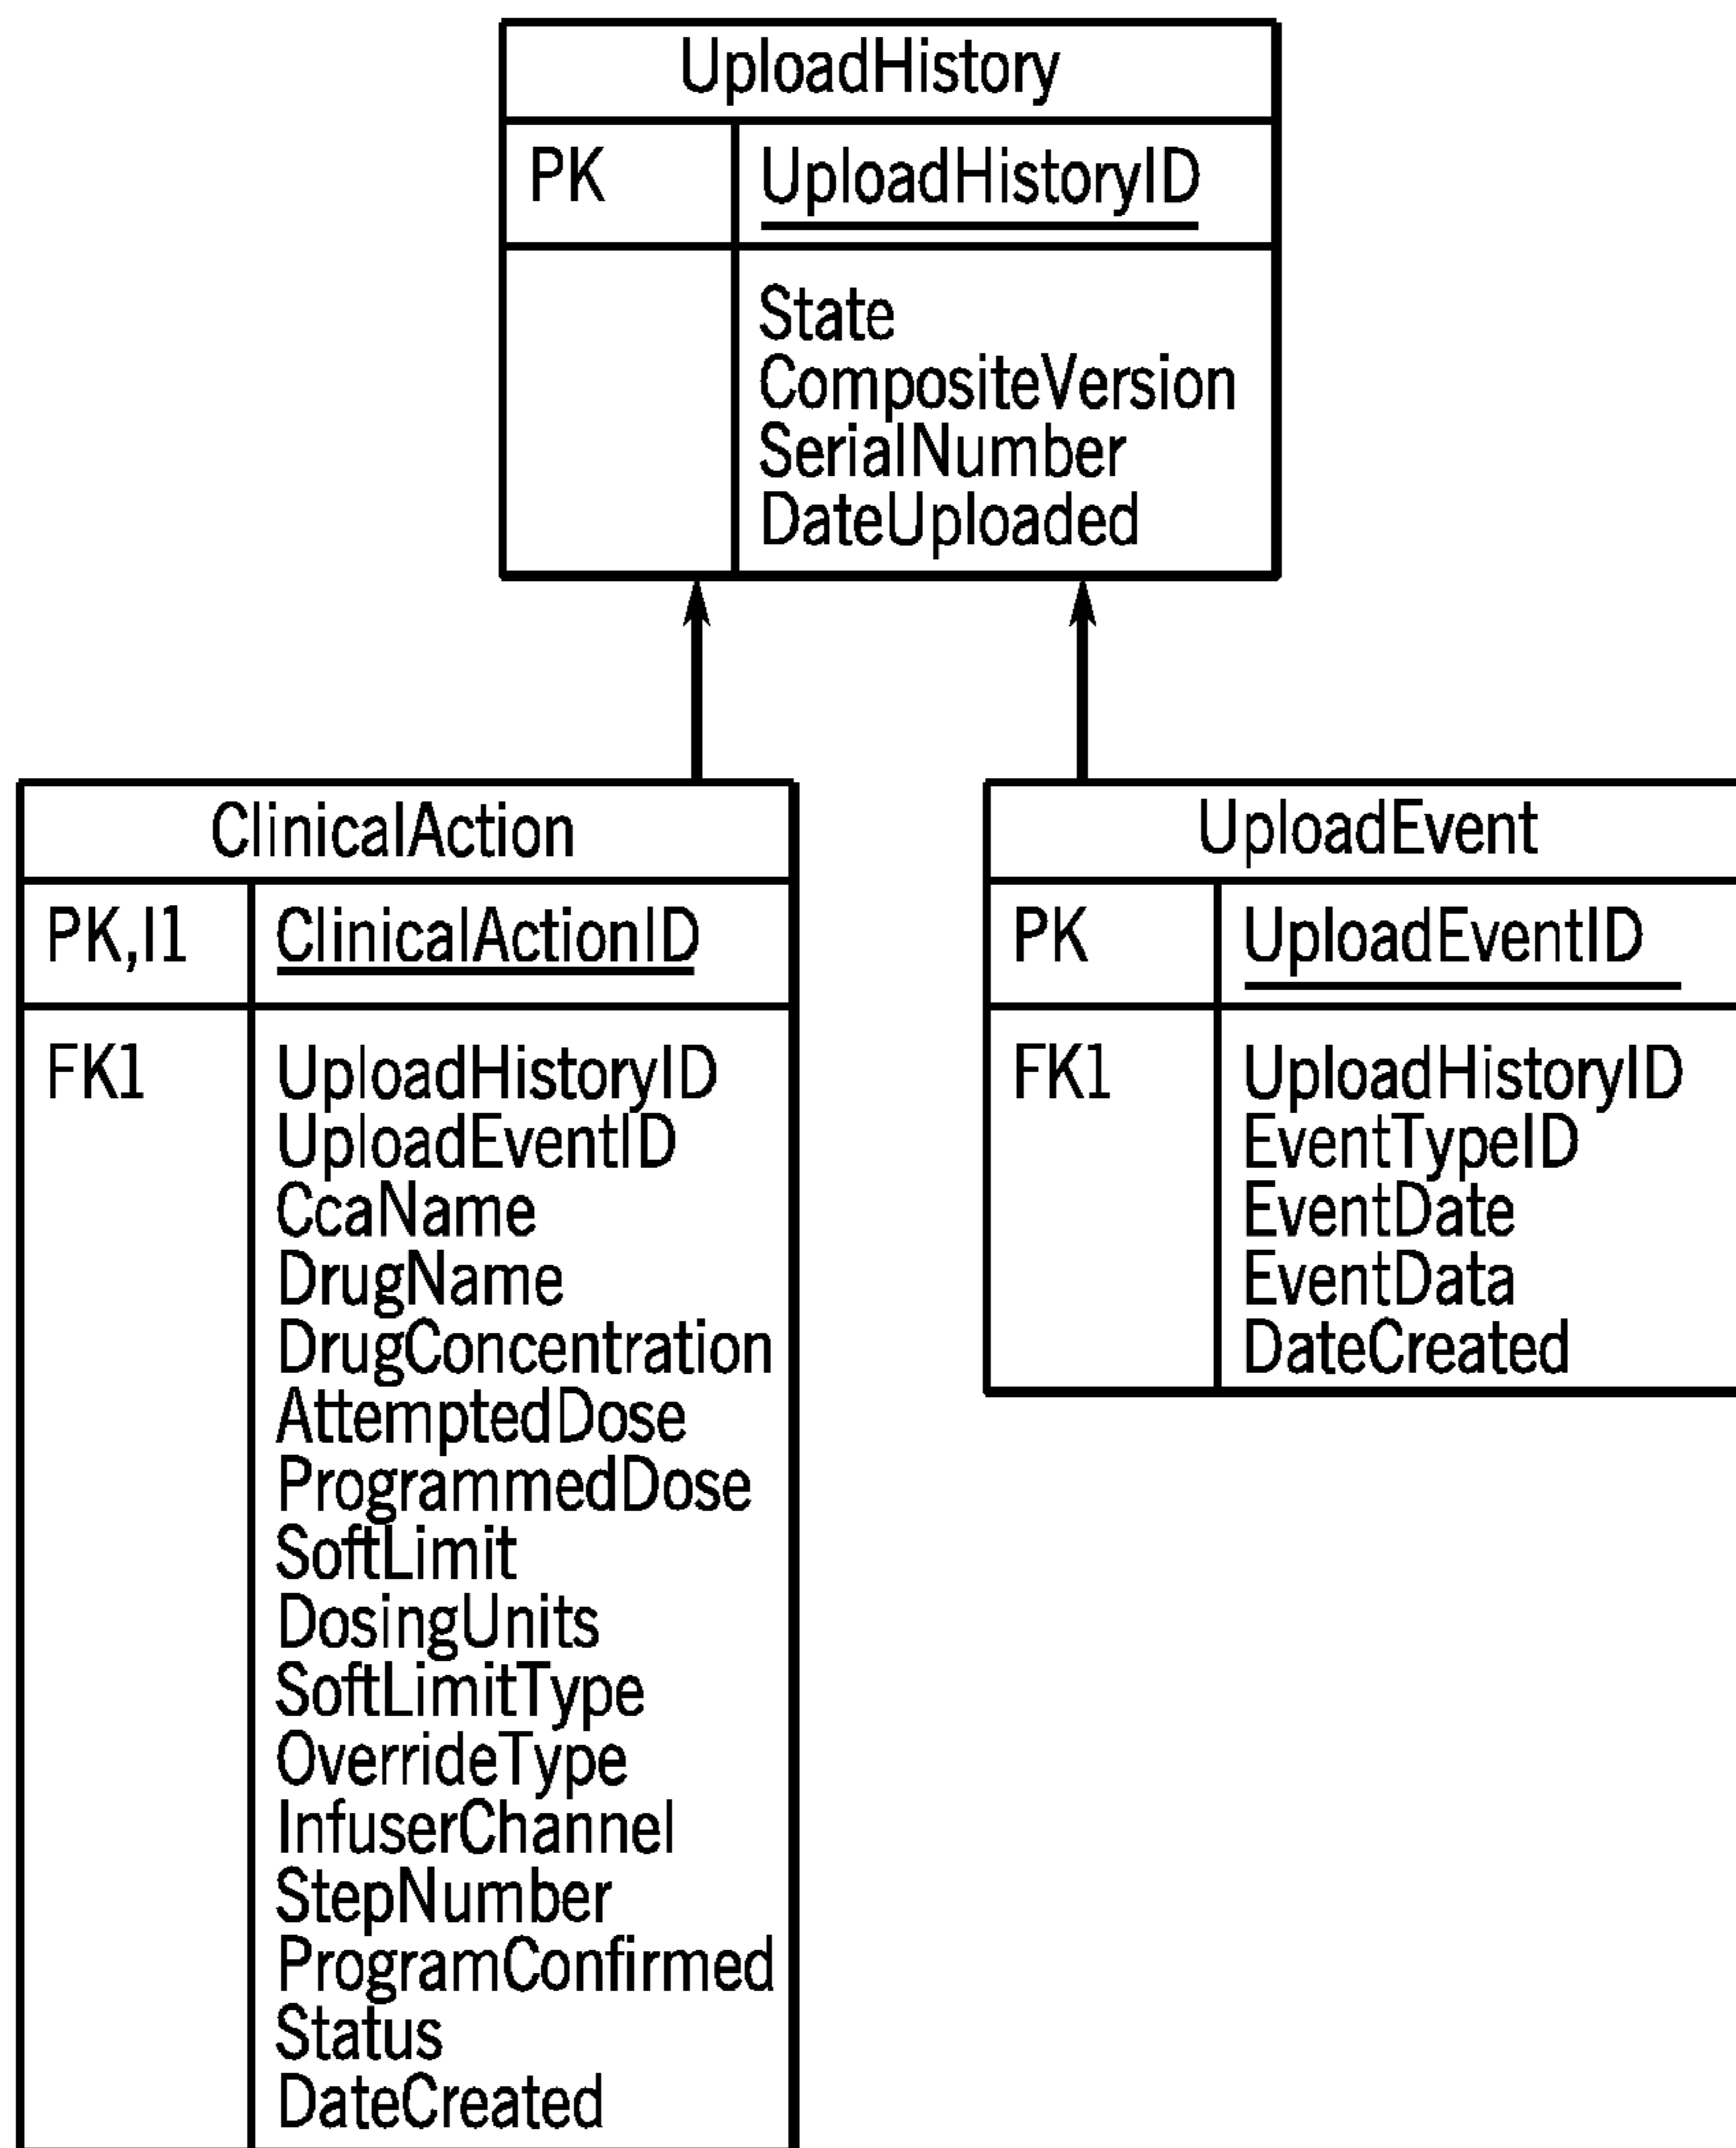 UploadHistory
PK UploadHistoryID
State
CompositeVersion
SerialNumber
DateUploaded
ClinicalAction
PK,I1 ClinicalActionID
FK1 UploadHistoryID
UploadEventID
CcaName
DrugName
DrugConcentration
AttemptedDose
ProgrammedDose
SoftLimit
DosingUnits
SoftLimitType
OverrideType
InfuserChannel
StepNumber
ProgramConfirmed
Status
DateCreated
UploadEvent
PK UploadEventID
FK1 UploadHistoryID
EventTypeID
EventDate
EventData
DateCreated